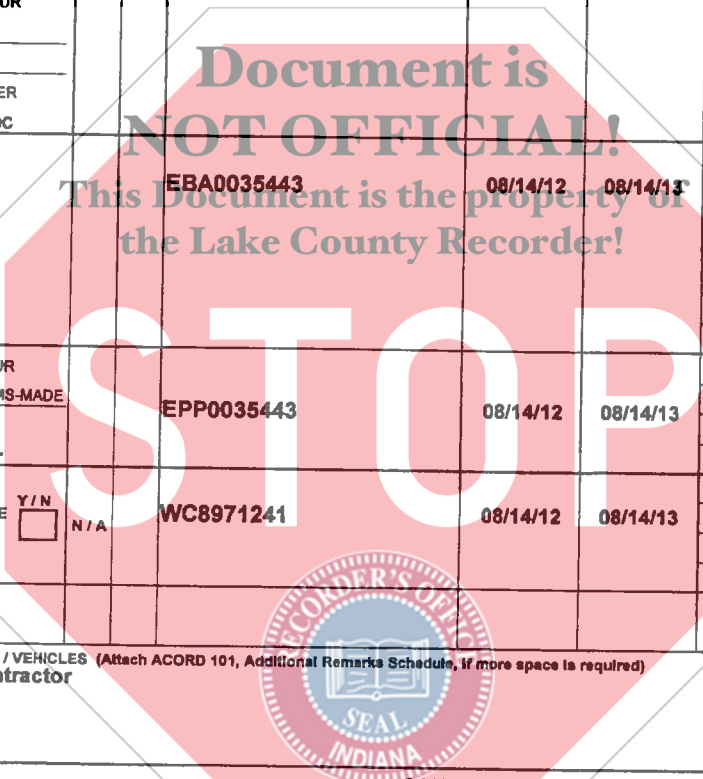 UR
Document is
ER
OC
NOT OFFICIAL!
EBA0035443 08/14/12 08/14/13
This Document is the property of
the Lake County Recorder!
STOP
UR
MS-MADE
EPP0035443 08/14/12 08/14/13
Y / N
E N / A WC8971241 08/14/12 08/14/13
RECORDER'S OFFICE
/ VEHICLES (Attach ACORD 101, Additional Remarks Schedule, if more space is required)
ntractor
SEAL
INDIANA